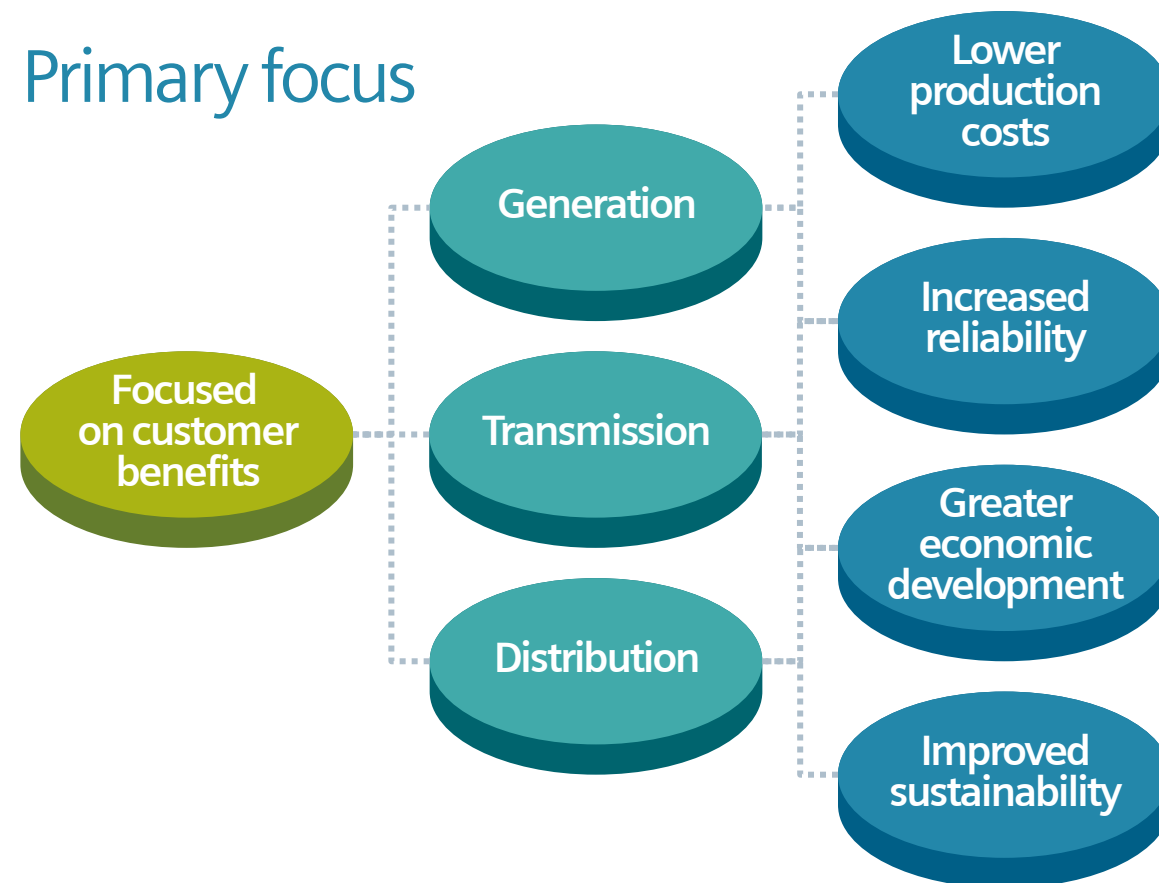 Primary focus
Focused
on customer
benefits
Generation
Transmission
Distribution
Lower
production
costs
Increased
reliability
Greater
economic
development
Improved
sustainability